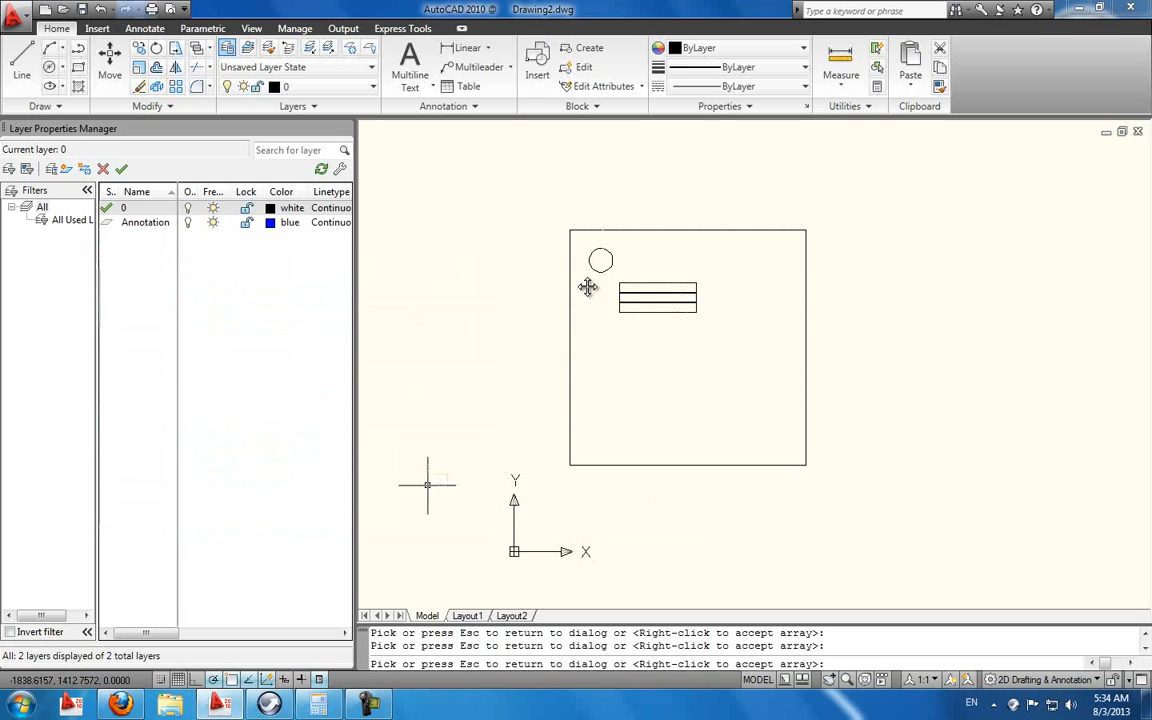 AutoCAD 2010 Drawing2.dwg
Type a keyword or phrase
Home Insert Annotate Parametric View Manage Output Express Tools
Linear Create ByLayer
Unsaved Layer State Multileader Edit ByLayer
Line Move 0 Multiline Text Table Insert Edit Attributes ByLayer Measure Paste
Draw Modify Layers Annotation Block Properties Utilities Clipboard
Layer Properties Manager
Current layer: 0 Search for layer
Filters S.. Name O.. Fre... Lock Color Linetype
All 0 white Continuo
All Used L Annotation blue Continuo
Y
X
Model Layout1 Layout2
Invert filter
Pick or press Esc to return to dialog or <Right-click to accept array>:
Pick or press Esc to return to dialog or <Right-click to accept array>:
All: 2 layers displayed of 2 total layers
Pick or press Esc to return to dialog or <Right-click to accept array>:
-1838.6157, 1412.7572, 0.0000 MODEL 1:1 2D Drafting & Annotation
EN 5:34 AM
8/3/2013